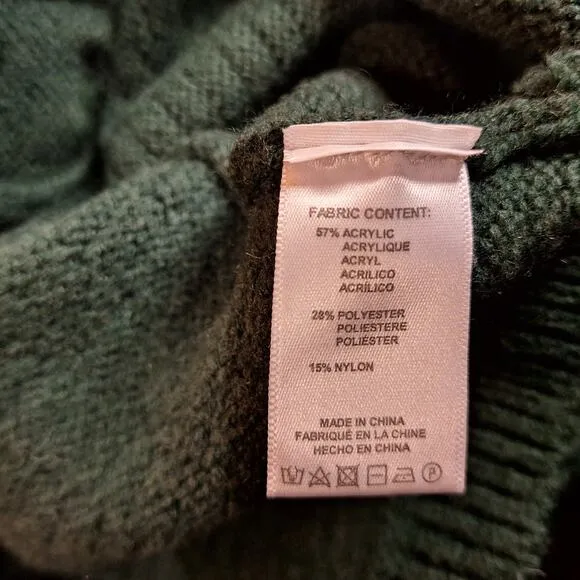 FABRIC CONTENT:
57% ACRYLIC
ACRYLIQUE
ACRYL
ACRILICO
ACRÍLICO
28% POLYESTER
POLIESTERE
POLIÉSTER
15% NYLON
MADE IN CHINA
FABRIQUÉ EN LA CHINE
HECHO EN CHINA
P